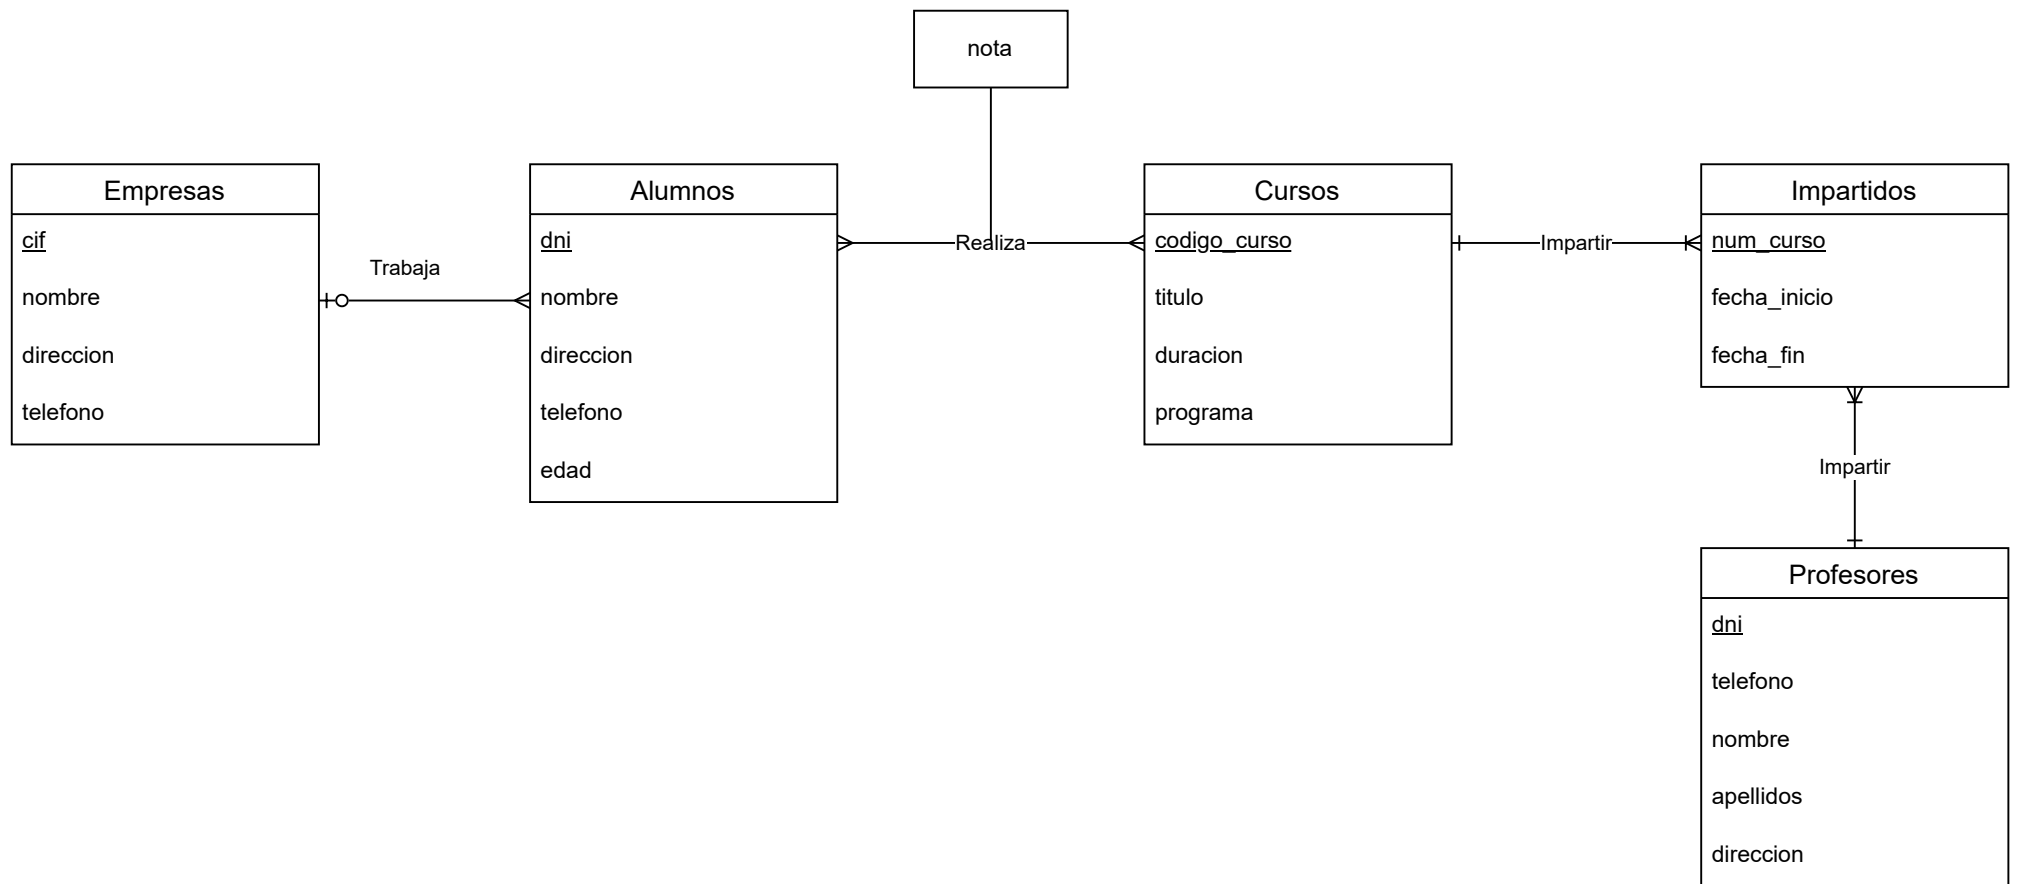 nota
Empresas
cif
nombre
direccion
telefono
Trabaja
Alumnos
dni
nombre
direccion
telefono
edad
Realiza
Cursos
codigo_curso
titulo
duracion
programa
Impartir
Impartidos
num_curso
fecha_inicio
fecha_fin
Impartir
Profesores
dni
telefono
nombre
apellidos
direccion